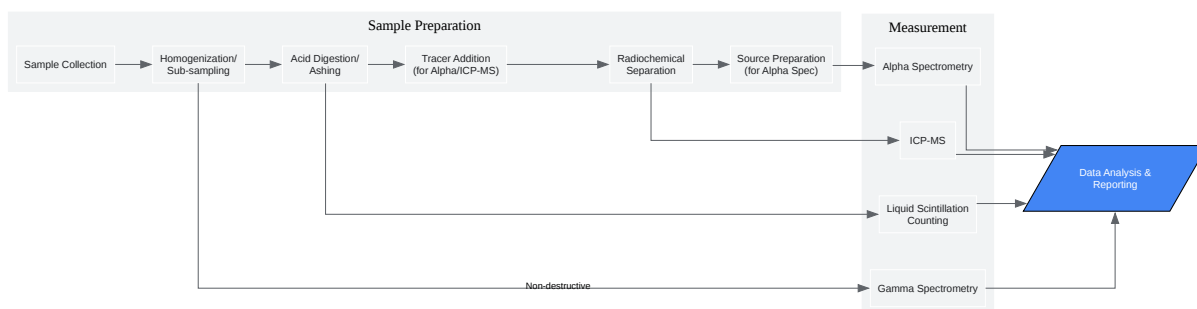 Sample Preparation
Measurement
Sample Collection
Homogenization/
Sub-sampling
Acid Digestion/
Ashing
Tracer Addition
(for Alpha/ICP-MS)
Radiochemical
Separation
Source Preparation
(for Alpha Spec)
Alpha Spectrometry
ICP-MS
Data Analysis &
Reporting
Liquid Scintillation
Counting
Non-destructive
Gamma Spectrometry